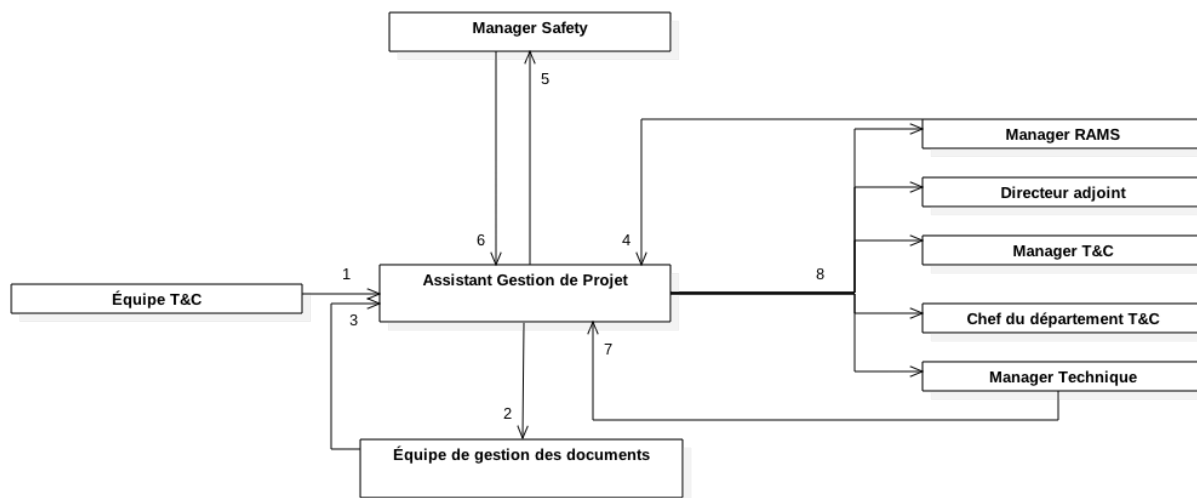 Manager Safety
5
Manager RAMS
Directeur adjoint
6
4
Manager T&C
1
Assistant Gestion de Projet
8
Équipe T&C
3
Chef du département T&C
7
Manager Technique
2
Équipe de gestion des documents